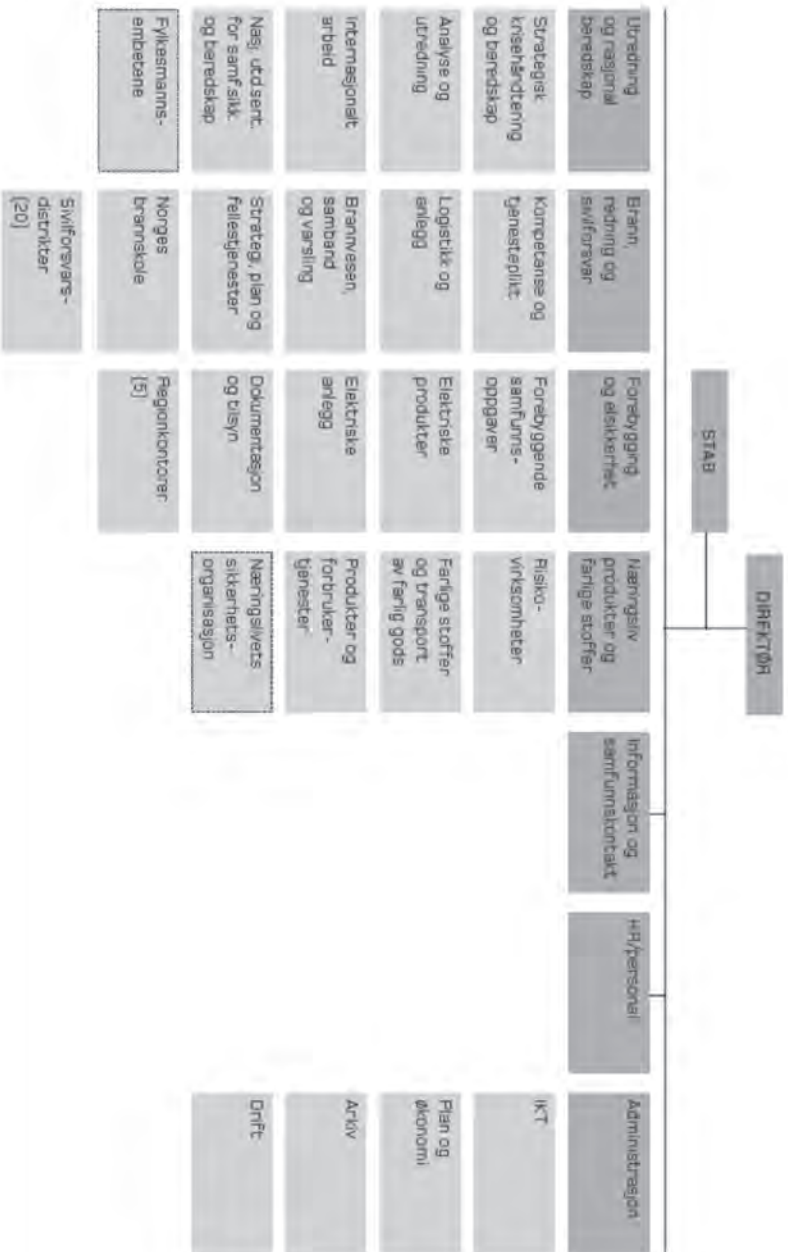 DIREKTØR
STAB
Utredning
og nasjonal
beredskap
Strategisk
krisehåndtering
og beredskap
Analyse og
utredning
Internasjonalt
arbeid
Nasj. utd.sent.
for samf.sikk.
og beredskap
Fylkesmanns-
embetene
Brann,
redning og
sivilforsvar
Kompetanse og
tjenesteplikt
Logistikk og
anlegg
Brannvesen,
samband
og varsling
Strategi, plan og
fellestjenester
Norges
brannskole
Sivilforsvars-
distrikter
(20)
Forebygging
og elsikkerhet
Forebyggende
samfunns-
oppgaver
Elektriske
produkter
Elektriske
anlegg
Dokumentasjon
og tilsyn
Regionkontorer
(5)
Næringsliv
produkter og
farlige stoffer
Risiko-
virksomheter
Farlige stoffer
og transport
av farlig gods
Produkter og
forbruker-
tjenester
Næringslivets
sikkerhets-
organisasjon
Informasjon og
samfunnskontakt
HR/personal
Administrasjon
IKT
Plan og
økonomi
Arkiv
Drift